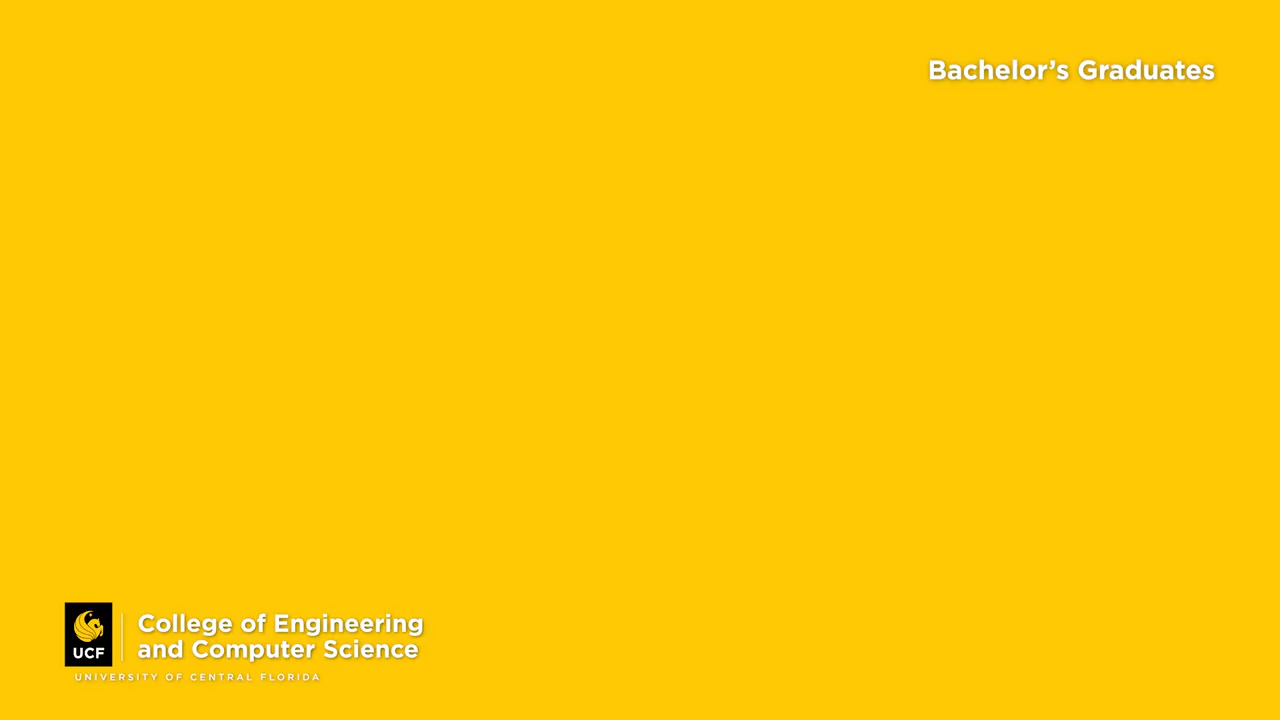 Bachelor’s Graduates
College of Engineering
and Computer Science
UCF
UNIVERSITY OF CENTRAL FLORIDA